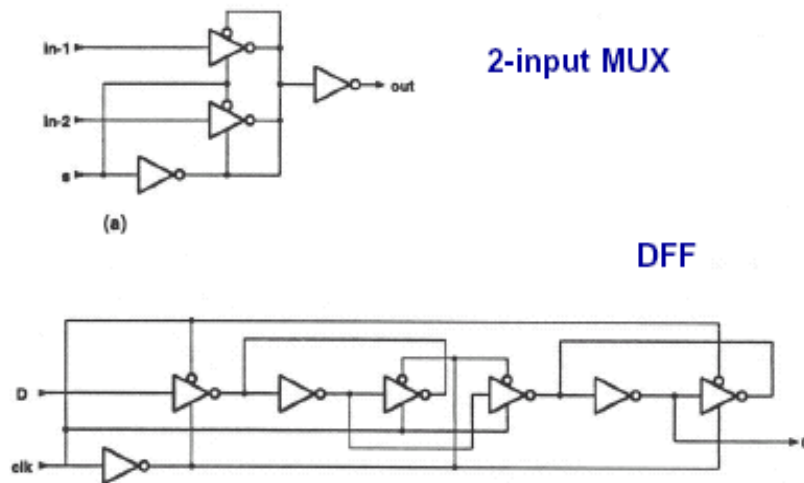 In-1
2-input MUX
out
In-2
s
(a)
DFF
D
clk